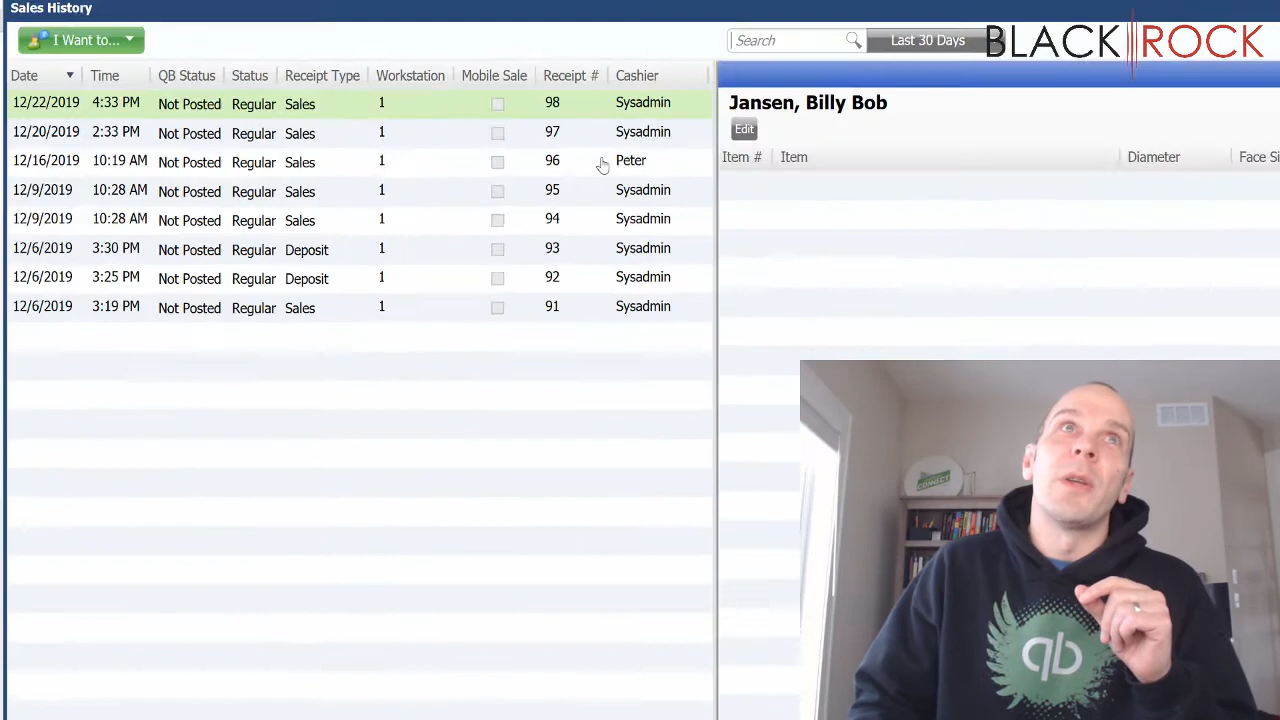 Sales History
I Want to...
Search
Last 30 Days
BLACK ROCK
Date Time QB Status Status Receipt Type Workstation Mobile Sale Receipt # Cashier
12/22/2019 4:33 PM Not Posted Regular Sales 1 98 Sysadmin
12/20/2019 2:33 PM Not Posted Regular Sales 1 97 Sysadmin
12/16/2019 10:19 AM Not Posted Regular Sales 1 96 Peter
12/9/2019 10:28 AM Not Posted Regular Sales 1 95 Sysadmin
12/9/2019 10:28 AM Not Posted Regular Sales 1 94 Sysadmin
12/6/2019 3:30 PM Not Posted Regular Deposit 1 93 Sysadmin
12/6/2019 3:25 PM Not Posted Regular Deposit 1 92 Sysadmin
12/6/2019 3:19 PM Not Posted Regular Sales 1 91 Sysadmin
Jansen, Billy Bob
Edit
Item # Item Diameter Face Si
CONNECT
qb